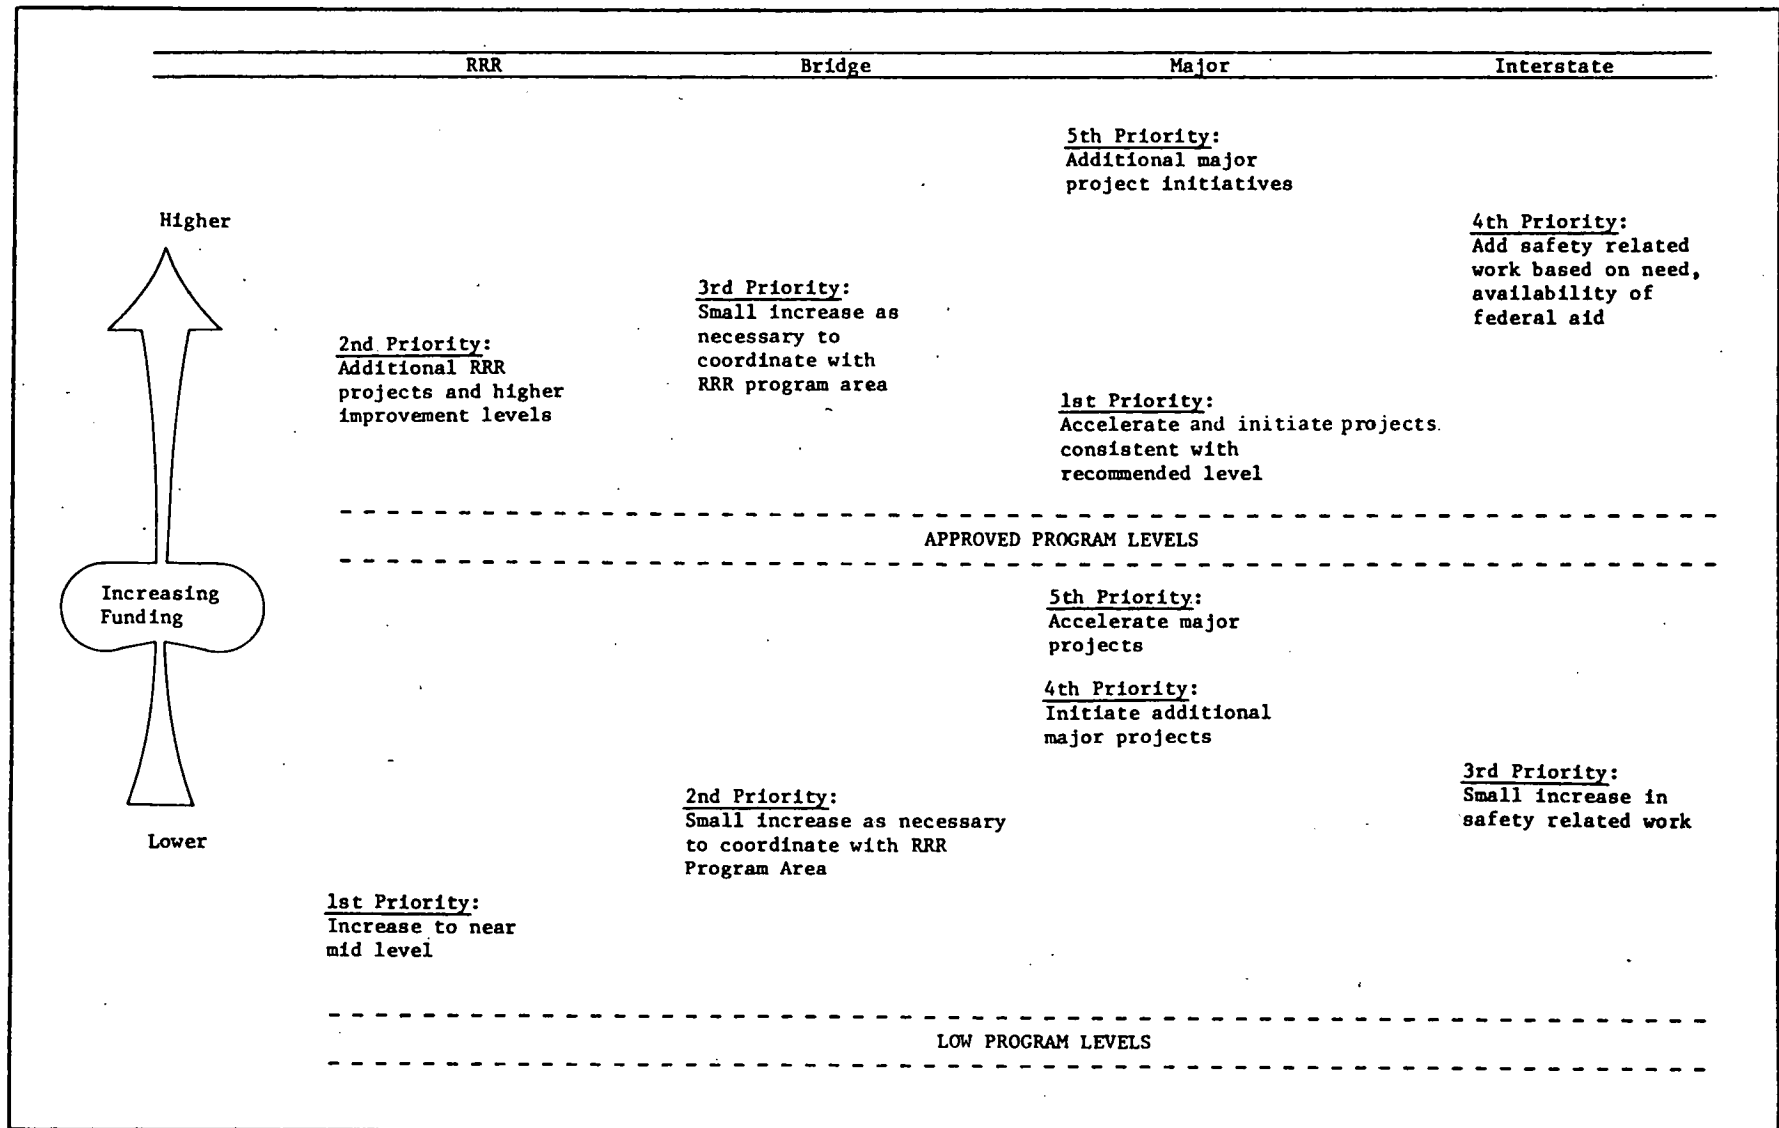 RRR Bridge Major Interstate
5th Priority:
Additional major
project initiatives
Higher
4th Priority:
Add safety related
work based on need,
availability of
federal aid
3rd Priority:
Small increase as
necessary to
coordinate with
RRR program area
2nd Priority:
Additional RRR
projects and higher
improvement levels
1st Priority:
Accelerate and initiate projects
consistent with
recommended level
APPROVED PROGRAM LEVELS
Increasing
Funding
5th Priority:
Accelerate major
projects
4th Priority:
Initiate additional
major projects
3rd Priority:
Small increase in
safety related work
2nd Priority:
Small increase as necessary
to coordinate with RRR
Program Area
Lower
1st Priority:
Increase to near
mid level
LOW PROGRAM LEVELS